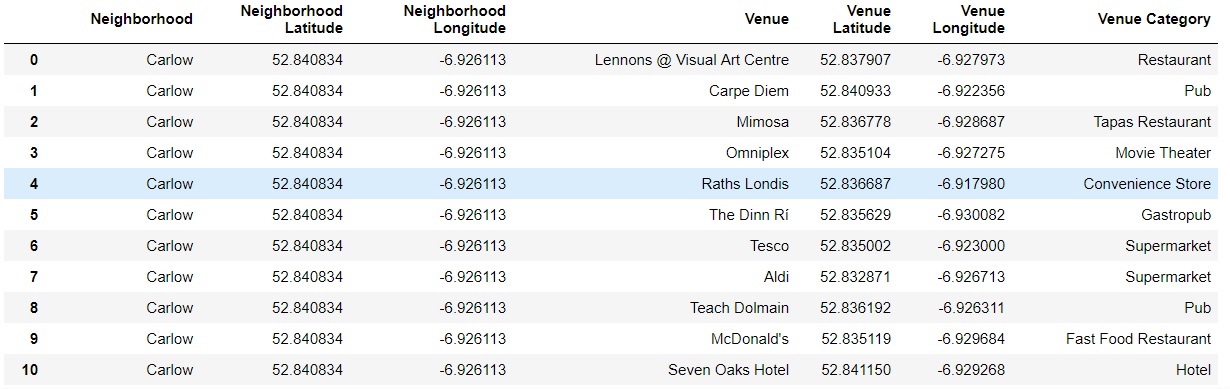 Neighborhood Neighborhood Latitude Neighborhood Longitude Venue Venue Latitude Venue Longitude Venue Category
0 Carlow 52.840834 -6.926113 Lennons @ Visual Art Centre 52.837907 -6.927973 Restaurant
1 Carlow 52.840834 -6.926113 Carpe Diem 52.840933 -6.922356 Pub
2 Carlow 52.840834 -6.926113 Mimosa 52.836778 -6.928687 Tapas Restaurant
3 Carlow 52.840834 -6.926113 Omniplex 52.835104 -6.927275 Movie Theater
4 Carlow 52.840834 -6.926113 Raths Londis 52.836687 -6.917980 Convenience Store
5 Carlow 52.840834 -6.926113 The Dinn Rí 52.835629 -6.930082 Gastropub
6 Carlow 52.840834 -6.926113 Tesco 52.835002 -6.923000 Supermarket
7 Carlow 52.840834 -6.926113 Aldi 52.832871 -6.926713 Supermarket
8 Carlow 52.840834 -6.926113 Teach Dolmain 52.836192 -6.926311 Pub
9 Carlow 52.840834 -6.926113 McDonald's 52.835119 -6.929684 Fast Food Restaurant
10 Carlow 52.840834 -6.926113 Seven Oaks Hotel 52.841150 -6.929268 Hotel